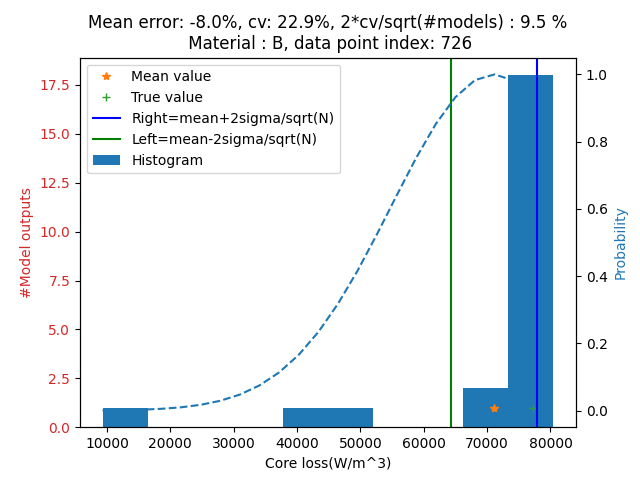 Mean error: -8.0%, cv: 22.9%, 2*cv/sqrt(#models) : 9.5 %
Material : B, data point index: 726
Mean value
True value
Right=mean+2sigma/sqrt(N)
Left=mean-2sigma/sqrt(N)
Histogram
#Model outputs
17.5
15.0
12.5
10.0
7.5
5.0
2.5
0.0
1.0
0.8
0.6
0.4
0.2
0.0
Probability
10000 20000 30000 40000 50000 60000 70000 80000
Core loss(W/m^3)